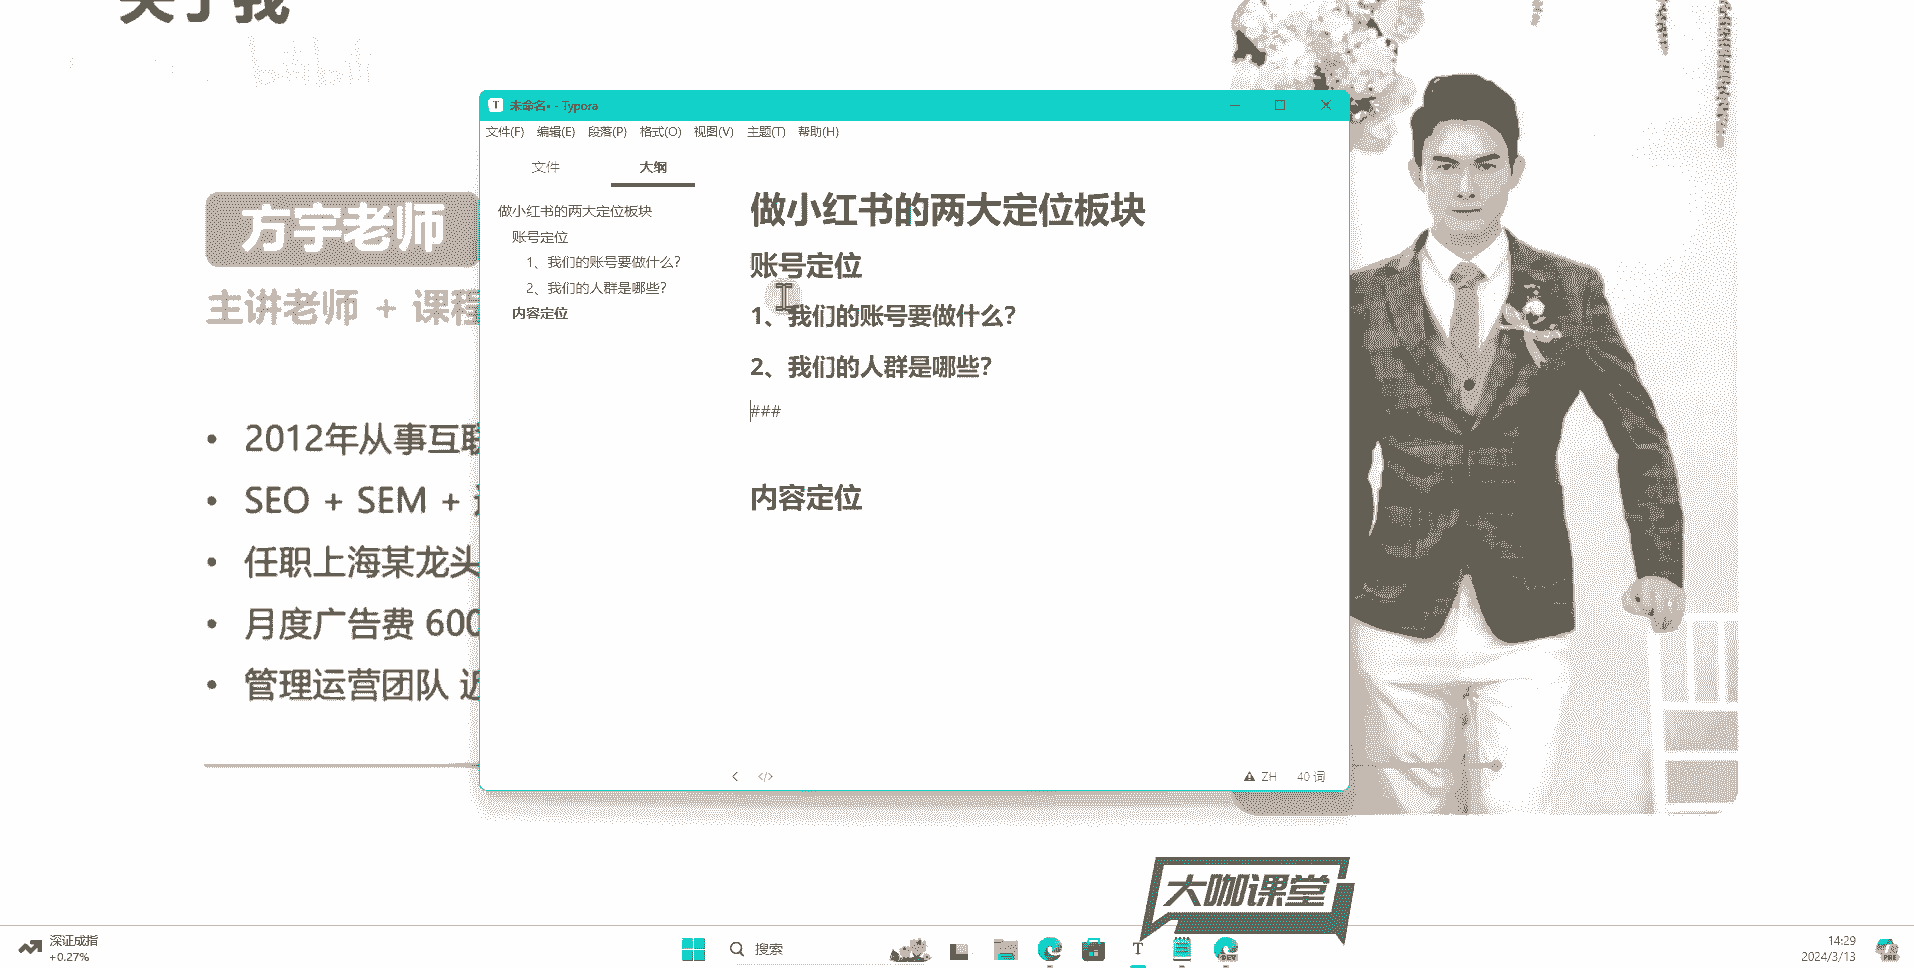 关于我
bilibili
方宇老师
主讲老师 + 课程
2012年从事互联
SEO + SEM +
任职上海某龙头
月度广告费 600
管理运营团队 近
未命名• - Typora
文件(F) 编辑(E) 段落(P) 格式(O) 视图(V) 主题(T) 帮助(H)
文件 大纲
做小红书的两大定位板块
账号定位
1、我们的账号要做什么？
2、我们的人群是哪些？
内容定位
做小红书的两大定位板块
账号定位
1、我们的账号要做什么？
2、我们的人群是哪些？
###
内容定位
ZH 40 词
大咖课堂
深证成指
+0.27%
搜索
T
DEV
14:29
2024/3/13
PRE